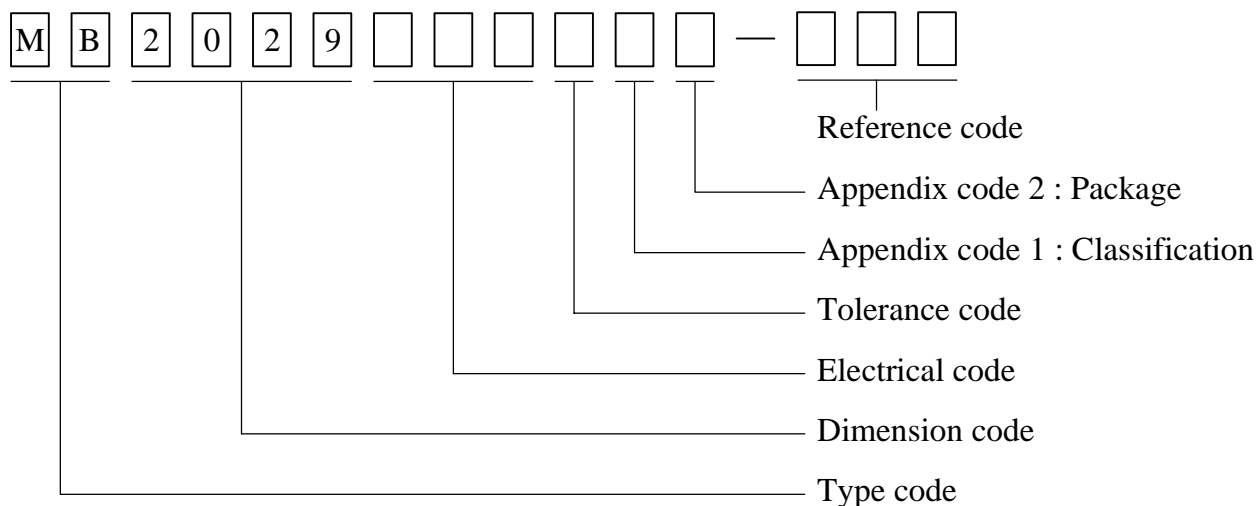 M B 2 0 2 9 —
Reference code
Appendix code 2 : Package
Appendix code 1 : Classification
Tolerance code
Electrical code
Dimension code
Type code